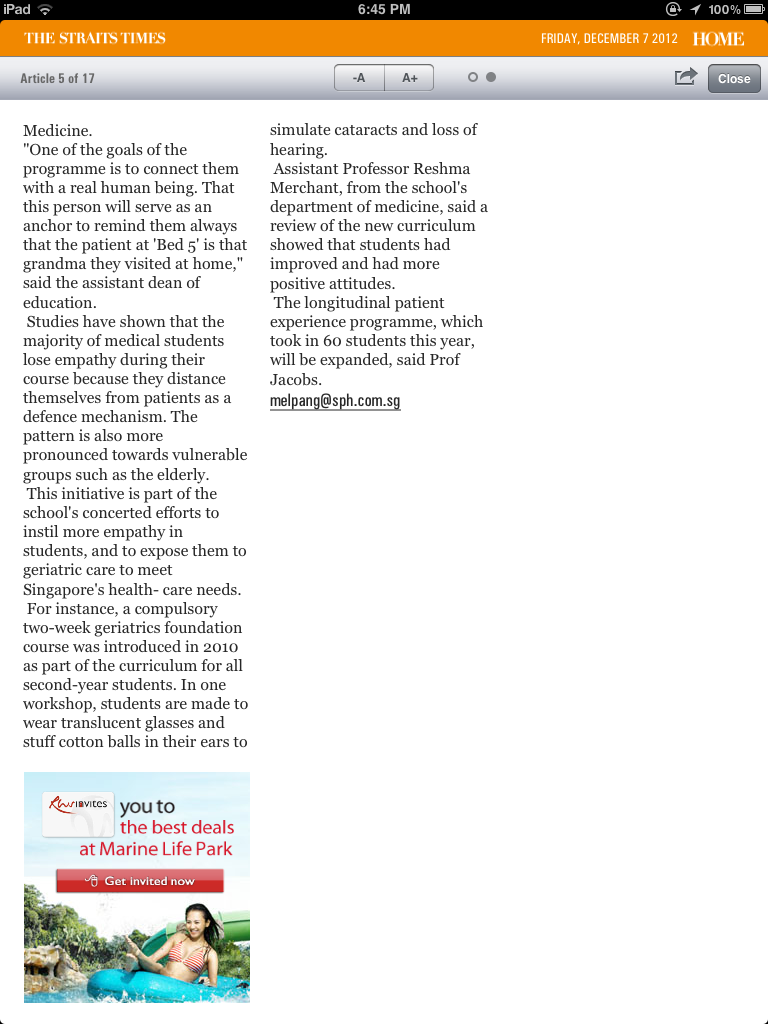 iPad
6:45 PM
100%
THE STRAITS TIMES
FRIDAY, DECEMBER 7 2012
HOME
Article 5 of 17
-A
A+
Close
Medicine.
"One of the goals of the
programme is to connect them
with a real human being. That
this person will serve as an
anchor to remind them always
that the patient at 'Bed 5' is that
grandma they visited at home,"
said the assistant dean of
education.
Studies have shown that the
majority of medical students
lose empathy during their
course because they distance
themselves from patients as a
defence mechanism. The
pattern is also more
pronounced towards vulnerable
groups such as the elderly.
This initiative is part of the
school's concerted efforts to
instil more empathy in
students, and to expose them to
geriatric care to meet
Singapore's health- care needs.
For instance, a compulsory
two-week geriatrics foundation
course was introduced in 2010
as part of the curriculum for all
second-year students. In one
workshop, students are made to
wear translucent glasses and
stuff cotton balls in their ears to
simulate cataracts and loss of
hearing.
Assistant Professor Reshma
Merchant, from the school's
department of medicine, said a
review of the new curriculum
showed that students had
improved and had more
positive attitudes.
The longitudinal patient
experience programme, which
took in 60 students this year,
will be expanded, said Prof
Jacobs.
melpang@sph.com.sg
rws invites
you to
the best deals
at Marine Life Park
Get invited now